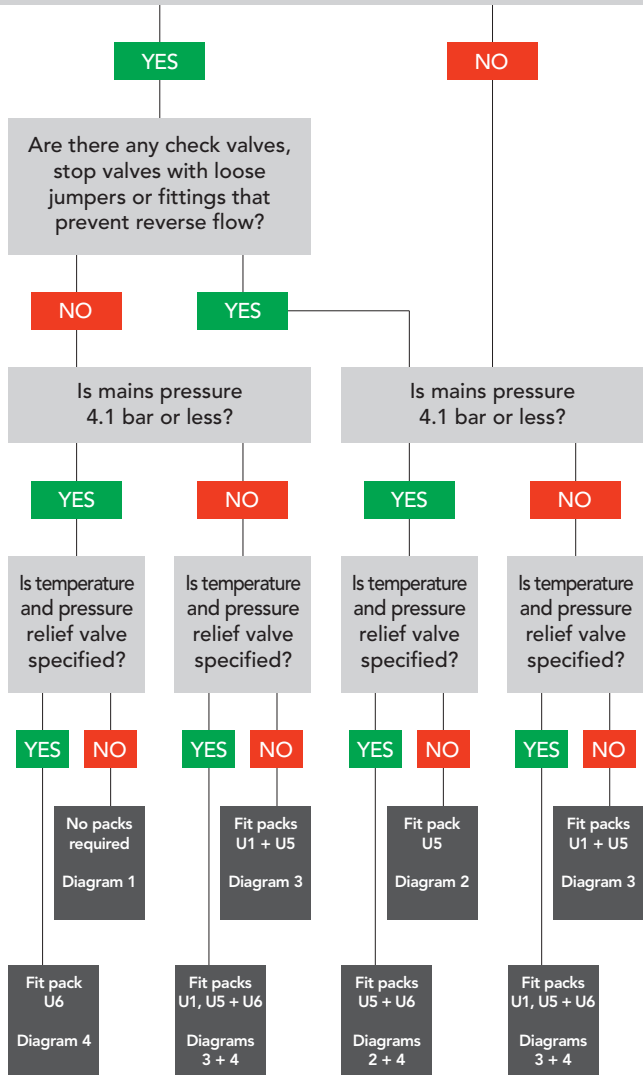 YES
NO
Are there any check valves,
stop valves with loose
jumpers or fittings that
prevent reverse flow?
NO
YES
Is mains pressure
4.1 bar or less?
Is mains pressure
4.1 bar or less?
YES
NO
YES
NO
Is temperature
and pressure
relief valve
specified?
Is temperature
and pressure
relief valve
specified?
Is temperature
and pressure
relief valve
specified?
Is temperature
and pressure
relief valve
specified?
YES
NO
YES
NO
YES
NO
YES
NO
No packs
required
Diagram 1
Fit packs
U1 + U5
Diagram 3
Fit pack
U5
Diagram 2
Fit packs
U1 + U5
Diagram 3
Fit pack
U6
Diagram 4
Fit packs
U1, U5 + U6
Diagrams
3 + 4
Fit packs
U5 + U6
Diagrams
2 + 4
Fit packs
U1, U5 + U6
Diagrams
3 + 4